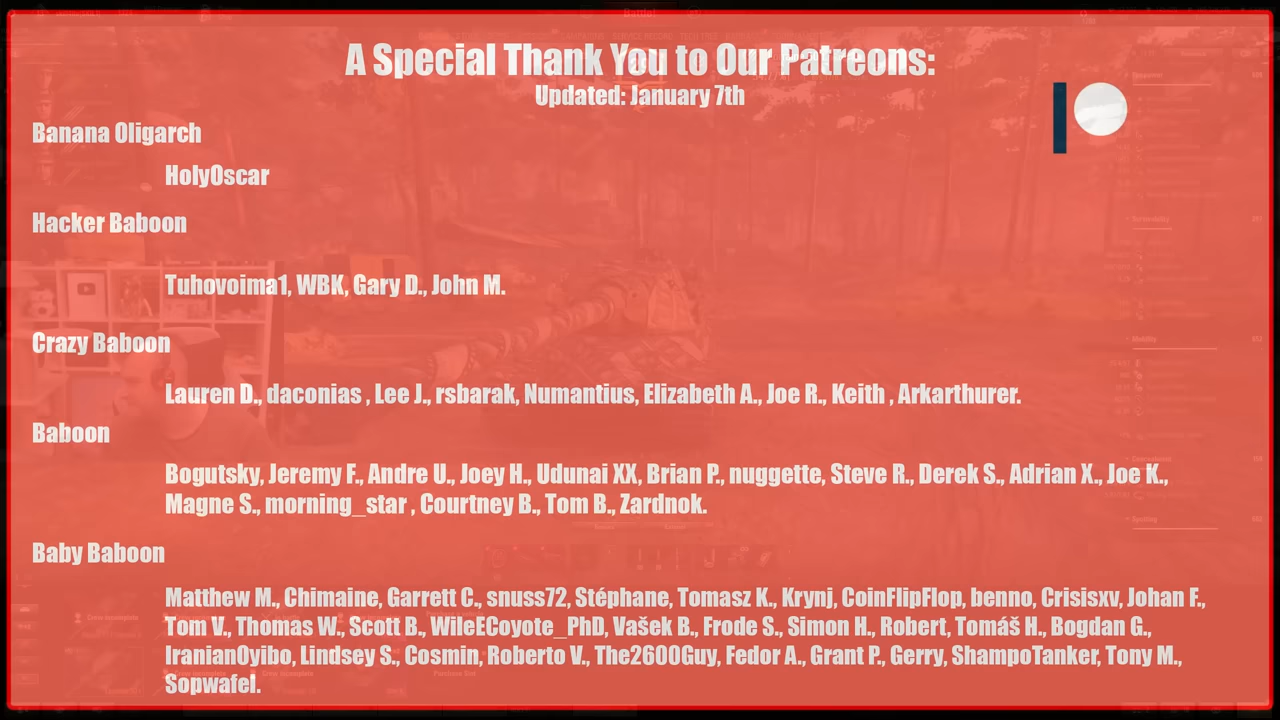 Battle!
A Special Thank You to Our Patreons:
Updated: January 7th
Banana Oligarch
HolyOscar
Hacker Baboon
Tuhovoima1, WBK, Gary D., John M.
Crazy Baboon
Lauren D., daconias , Lee J., rsbarak, Numantius, Elizabeth A., Joe R., Keith , Arkarthurer.
Baboon
Bogutsky, Jeremy F., Andre U., Joey H., Udunai XX, Brian P., nuggette, Steve R., Derek S., Adrian X., Joe K.,
Magne S., morning_star , Courtney B., Tom B., Zardnok.
Baby Baboon
Matthew M., Chimaine, Garrett C., snuss72, Stéphane, Tomasz K., Krynj, CoinFlipFlop, benno, Crisisxv, Johan F.,
Tom V., Thomas W., Scott B., WileECoyote_PhD, Vašek B., Frode S., Simon H., Robert, Tomáš H., Bogdan G.,
IranianOyibo, Lindsey S., Cosmin, Roberto V., The2600Guy, Fedor A., Grant P., Gerry, ShampoTanker, Tony M.,
Sopwafel.